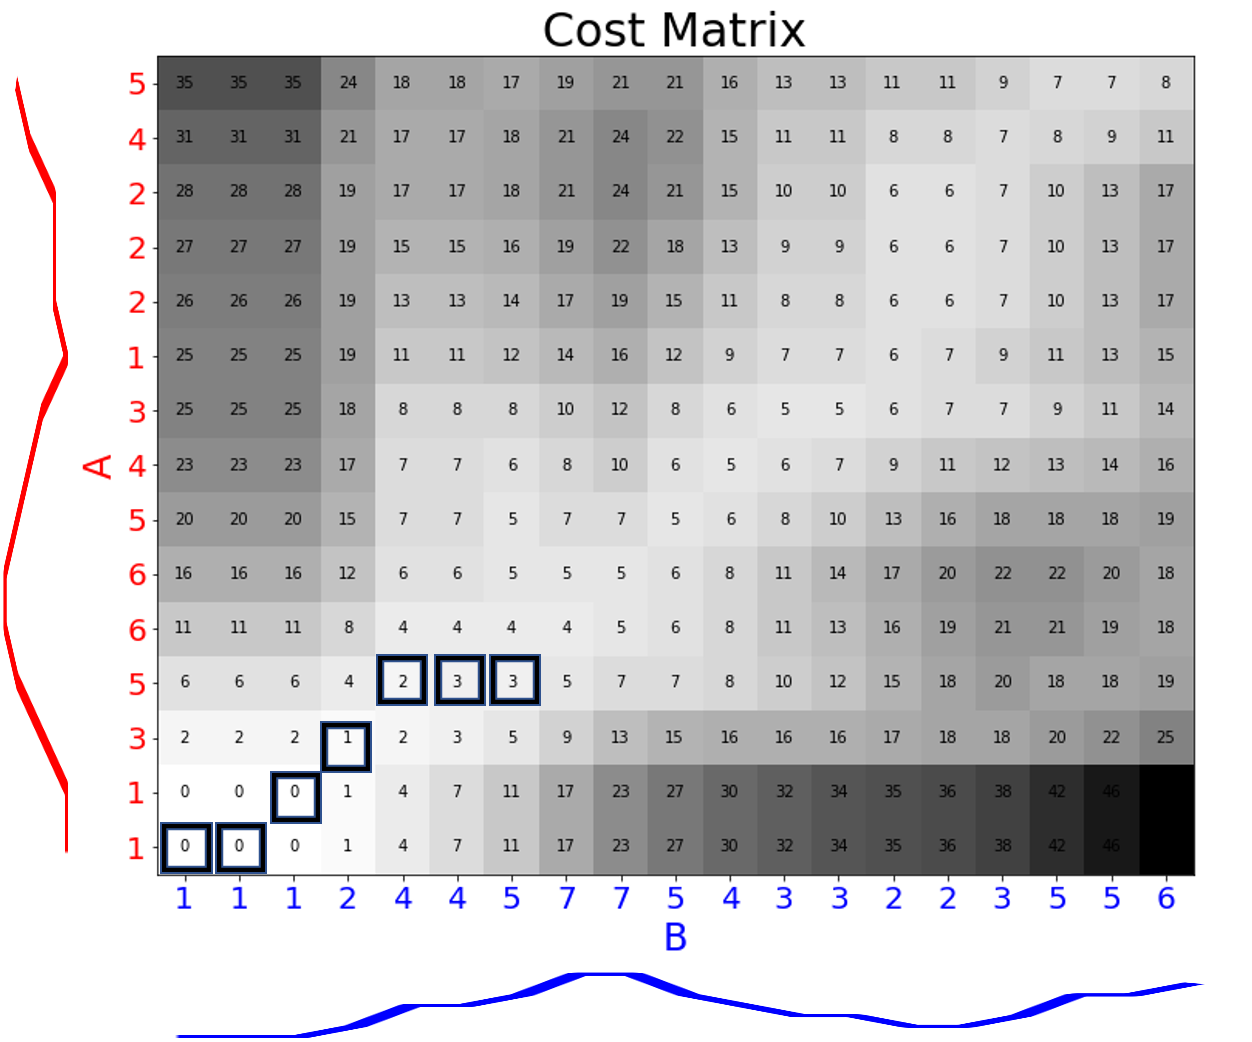 Cost Matrix
5 35 35 35 24 18 18 17 19 21 21 16 13 13 11 11 9 7 7 8
4 31 31 31 21 17 17 18 21 24 22 15 11 11 8 8 7 8 9 11
2 28 28 28 19 17 17 18 21 24 21 15 10 10 6 6 7 10 13 17
2 27 27 27 19 15 15 16 19 22 18 13 9 9 6 6 7 10 13 17
2 26 26 26 19 13 13 14 17 19 15 11 8 8 6 6 7 10 13 17
1 25 25 25 19 11 11 12 14 16 12 9 7 7 6 7 9 11 13 15
3 25 25 25 18 8 8 8 10 12 8 6 5 5 6 7 7 9 11 14
A 4 23 23 23 17 7 7 6 8 10 6 5 6 7 9 11 12 13 14 16
5 20 20 20 15 7 7 5 7 7 5 6 8 10 13 16 18 18 18 19
6 16 16 16 12 6 6 5 5 5 6 8 11 14 17 20 22 22 20 18
6 11 11 11 8 4 4 4 4 5 6 8 11 13 16 19 21 21 19 18
5 6 6 6 4 2 3 3 5 7 7 8 10 12 15 18 20 18 18 19
3 2 2 2 1 2 3 5 9 13 15 16 16 16 17 18 18 20 22 25
1 0 0 0 1 4 7 11 17 23 27 30 32 34 35 36 38 42 46
1 0 0 0 1 4 7 11 17 23 27 30 32 34 35 36 38 42 46
1 1 1 2 4 4 5 7 7 5 4 3 3 2 2 3 5 5 6
B